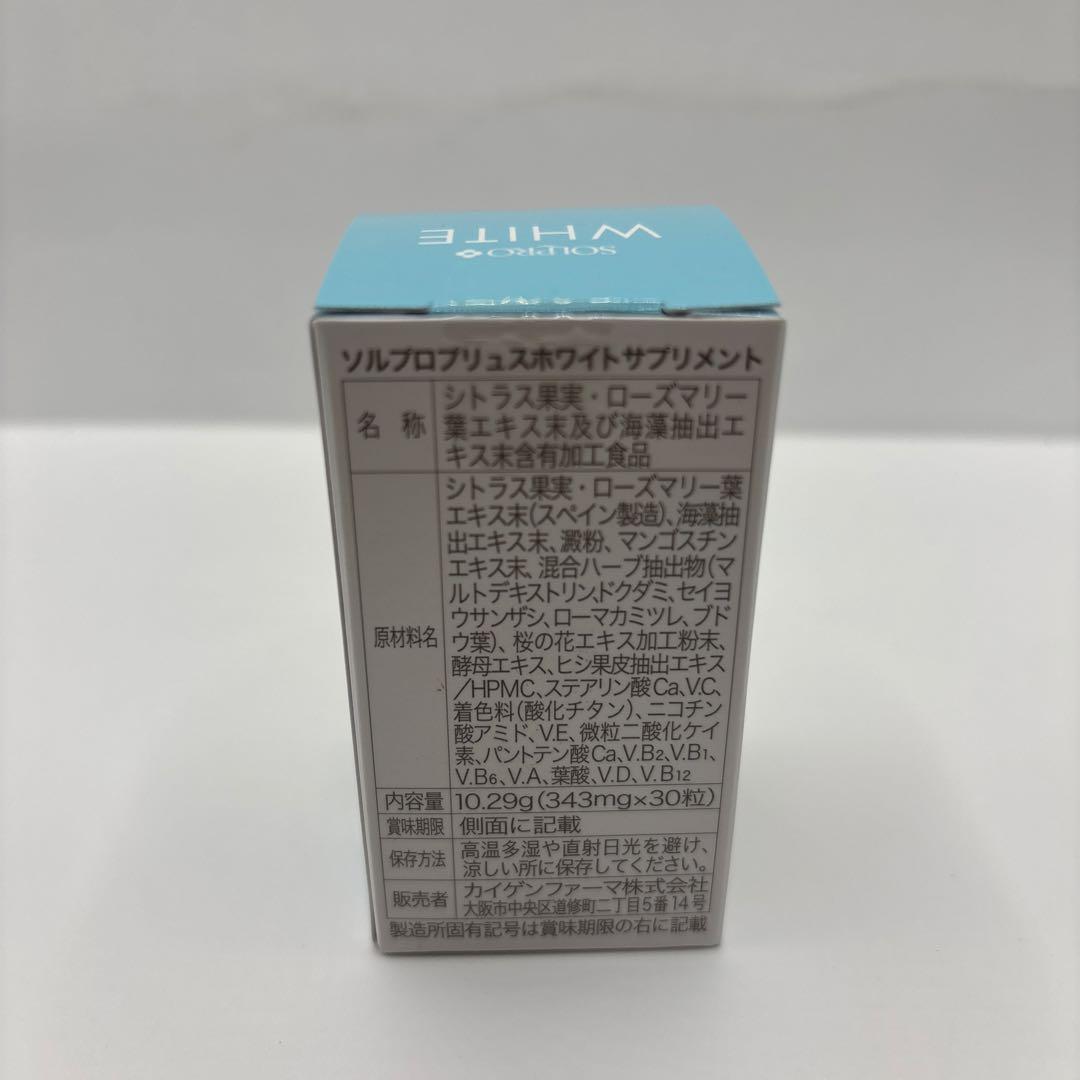 SOLPRO
WHITE
ソルプロプリュスホワイトサプリメント
名称
シトラス果実・ローズマリー
葉エキス末及び海藻抽出エ
キス末含有加工食品
原材料名
シトラス果実・ローズマリー葉
エキス末(スペイン製造)、海藻抽
出エキス末、澱粉、マンゴスチン
エキス末、混合ハーブ抽出物(マ
ルトデキストリン、ドクダミ、セイヨ
ウサンザシ、ローマカミツレ、ブド
ウ葉)、桜の花エキス加工粉末、
酵母エキス、ヒシ果皮抽出エキス
/HPMC、ステアリン酸Ca、V.C、
着色料(酸化チタン)、ニコチン
酸アミド、V.E、微粒二酸化ケイ
素、パントテン酸Ca、V.B2、V.B1、
V.B6、V.A、葉酸、V.D、V.B12
内容量 10.29g(343mg×30粒)
賞味期限 側面に記載
保存方法
高温多湿や直射日光を避け、
涼しい所に保存してください。
販売者
カイゲンファーマ株式会社
大阪市中央区道修町二丁目5番14号
製造所固有記号は賞味期限の右に記載